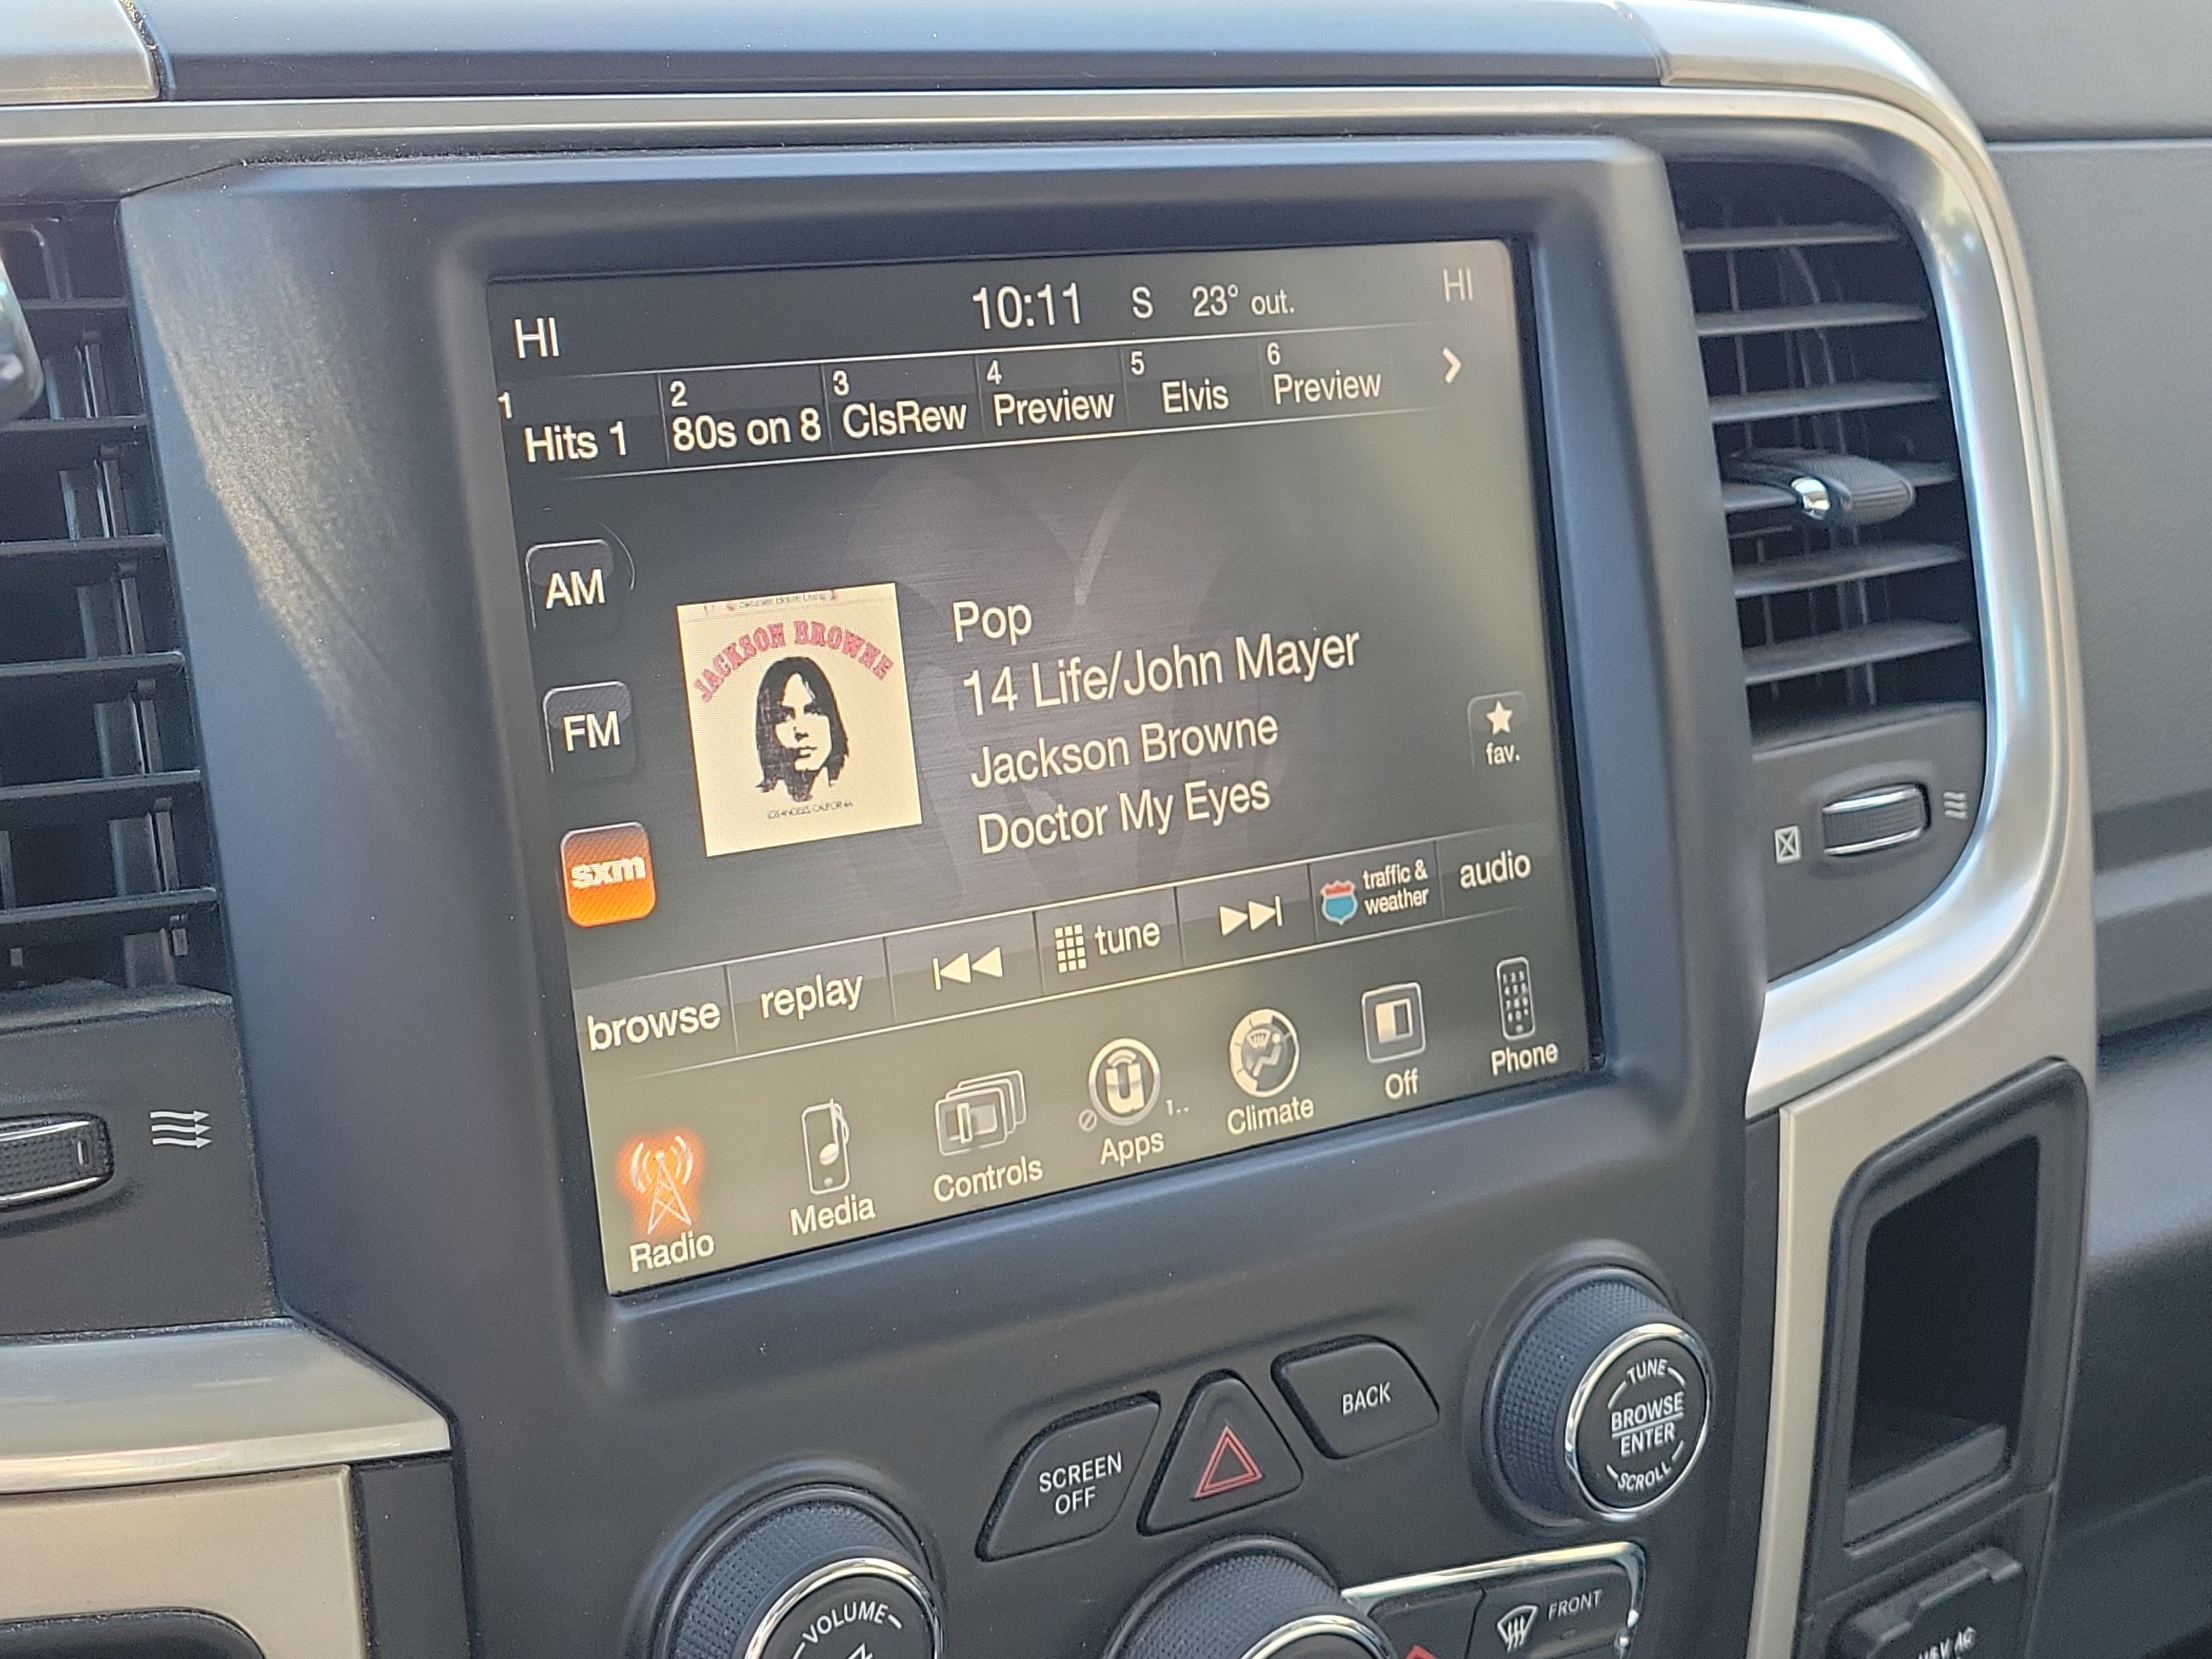 HI 10:11 S 23° out. HI
1 2 3 4 5 6
Hits 1 80s on 8 ClsRew Preview Elvis Preview
AM
FM
sxm
JACKSON BROWNE
LOS ANGELES, CALIFORNIA
Pop
14 Life/John Mayer
Jackson Browne
Doctor My Eyes
fav.
browse replay tune traffic & weather audio
Radio Media Controls Apps Climate Off Phone
SCREEN
OFF
BACK
TUNE
BROWSE
ENTER
SCROLL
VOLUME
FRONT